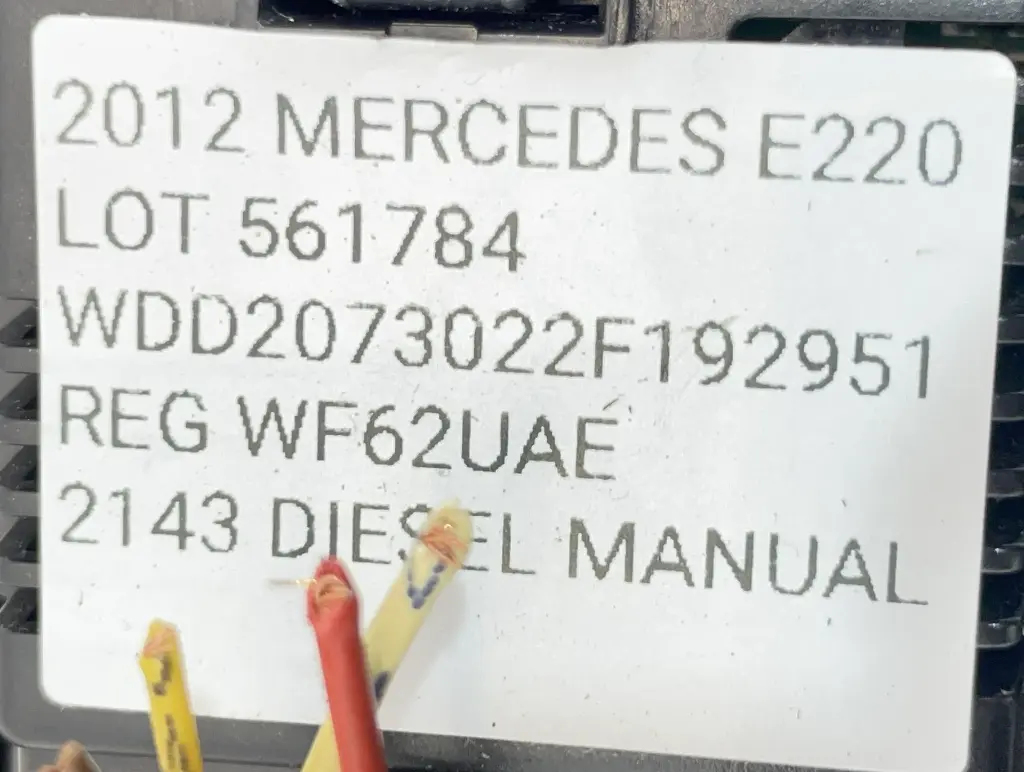 2012 MERCEDES E220
LOT 561784
WDD2073022F192951
REG WF62UAE
2143 DIESEL MANUAL